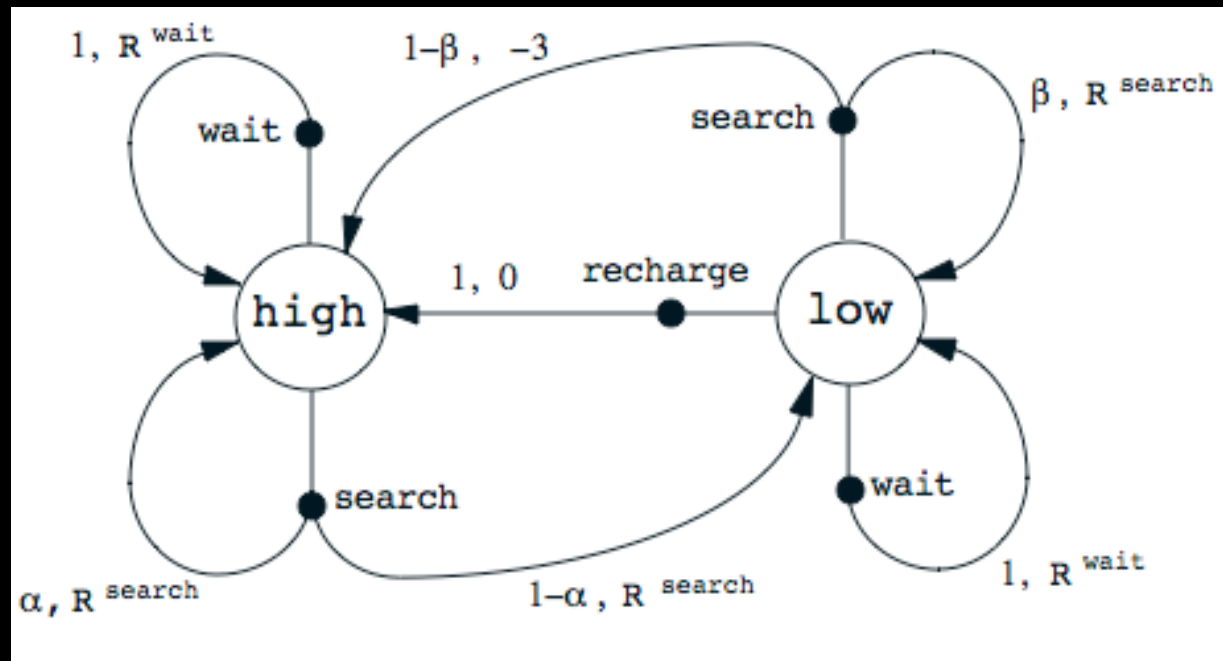 1, R wait
1−β , −3
β , R search
wait
search
recharge
1, 0
high
low
search
wait
α, R search
1−α , R search
1, R wait